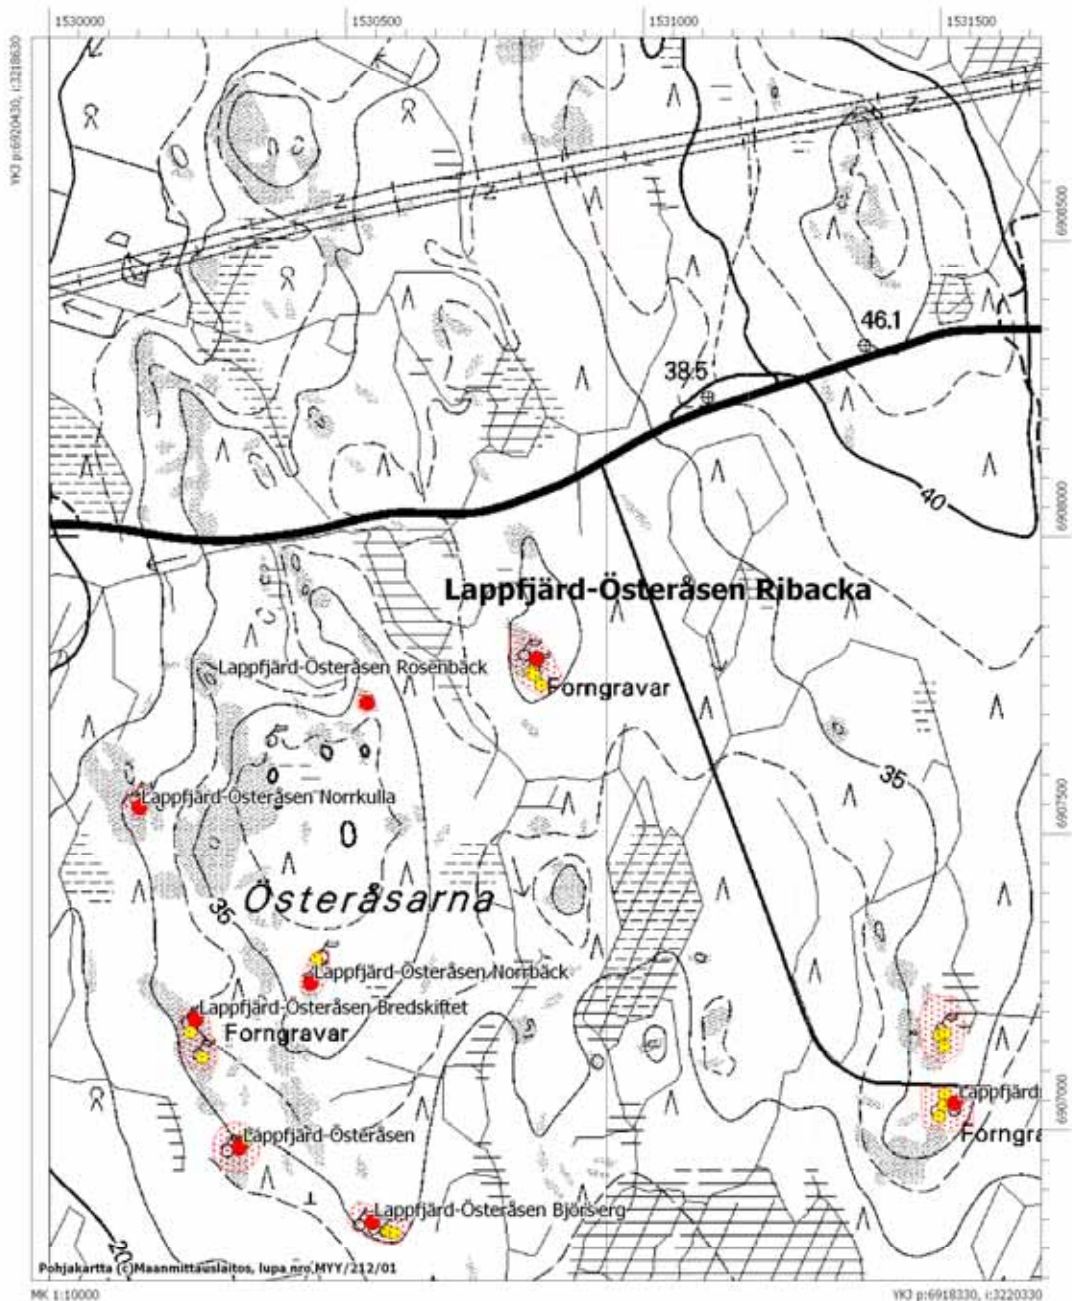 1530000 1530500 1531000 1531500
YKJ p:6920430, i:3218630
6908500
46.1
38.5
40
6908000
Lappfjärd-Österåsen Ribacka
Lappfjärd-Österåsen Rosenbäck
Forngravar
35
Lappfjärd-Österåsen Norrkulla
6907500
Österåsarna
35
Lappfjärd-Österåsen Norrbäck
Lappfjärd-Österåsen Bredskiftet
Forngravar
Lappfjärd
6907000
Lappfjärd-Österåsen
Forngra
Lappfjärd-Österåsen Björsberg
20
Pohjakartta (c)Maanmittauslaitos, lupa nro MYY/212/01
MK 1:10000
YKJ p:6918330, i:3220330